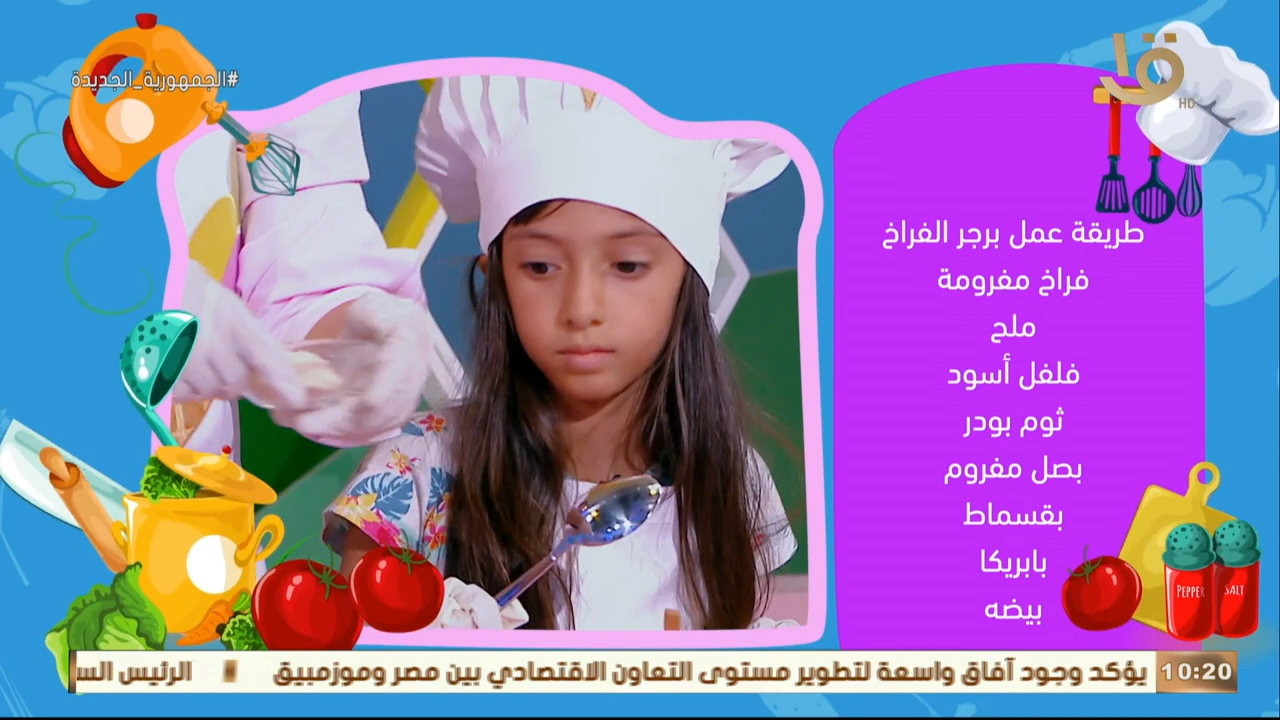 #الجمهورية_الجديدة
HD
طريقة عمل برجر الفراخ
فراخ مفرومة
ملح
فلفل أسود
ثوم بودر
بصل مفروم
بقسماط
بابريكا
بيضه
PEPPER
SALT
10:20
يؤكد وجود آفاق واسعة لتطوير مستوى التعاون الاقتصادي بين مصر وموزمبيق
الرئيس